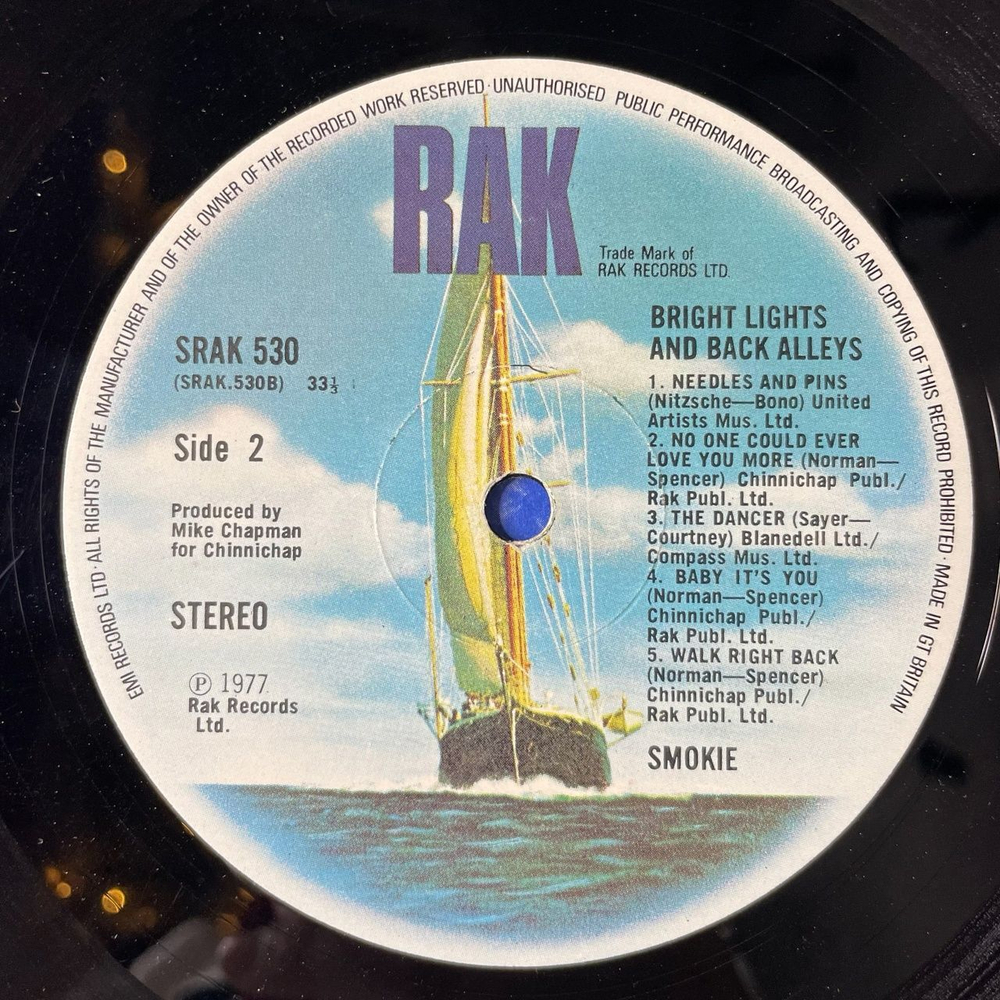 EMI RECORDS LTD · ALL RIGHTS OF THE MANUFACTURER AND OF THE OWNER OF THE RECORDED WORK RESERVED · UNAUTHORISED PUBLIC PERFORMANCE BROADCASTING AND COPYING OF THIS RECORD PROHIBITED · MADE IN GT BRITAIN
RAK
Trade Mark of
RAK RECORDS LTD.
SRAK 530
(SRAK.530B) 33⅓
Side 2
Produced by
Mike Chapman
for Chinnichap
STEREO
℗ 1977
Rak Records
Ltd.
BRIGHT LIGHTS
AND BACK ALLEYS
1. NEEDLES AND PINS
(Nitzsche—Bono) United
Artists Mus. Ltd.
2. NO ONE COULD EVER
LOVE YOU MORE (Norman—
Spencer) Chinnichap Publ./
Rak Publ. Ltd.
3. THE DANCER (Sayer—
Courtney) Blanedell Ltd./
Compass Mus. Ltd.
4. BABY IT'S YOU
(Norman—Spencer)
Chinnichap Publ./
Rak Publ. Ltd.
5. WALK RIGHT BACK
(Norman—Spencer)
Chinnichap Publ./
Rak Publ. Ltd.
SMOKIE